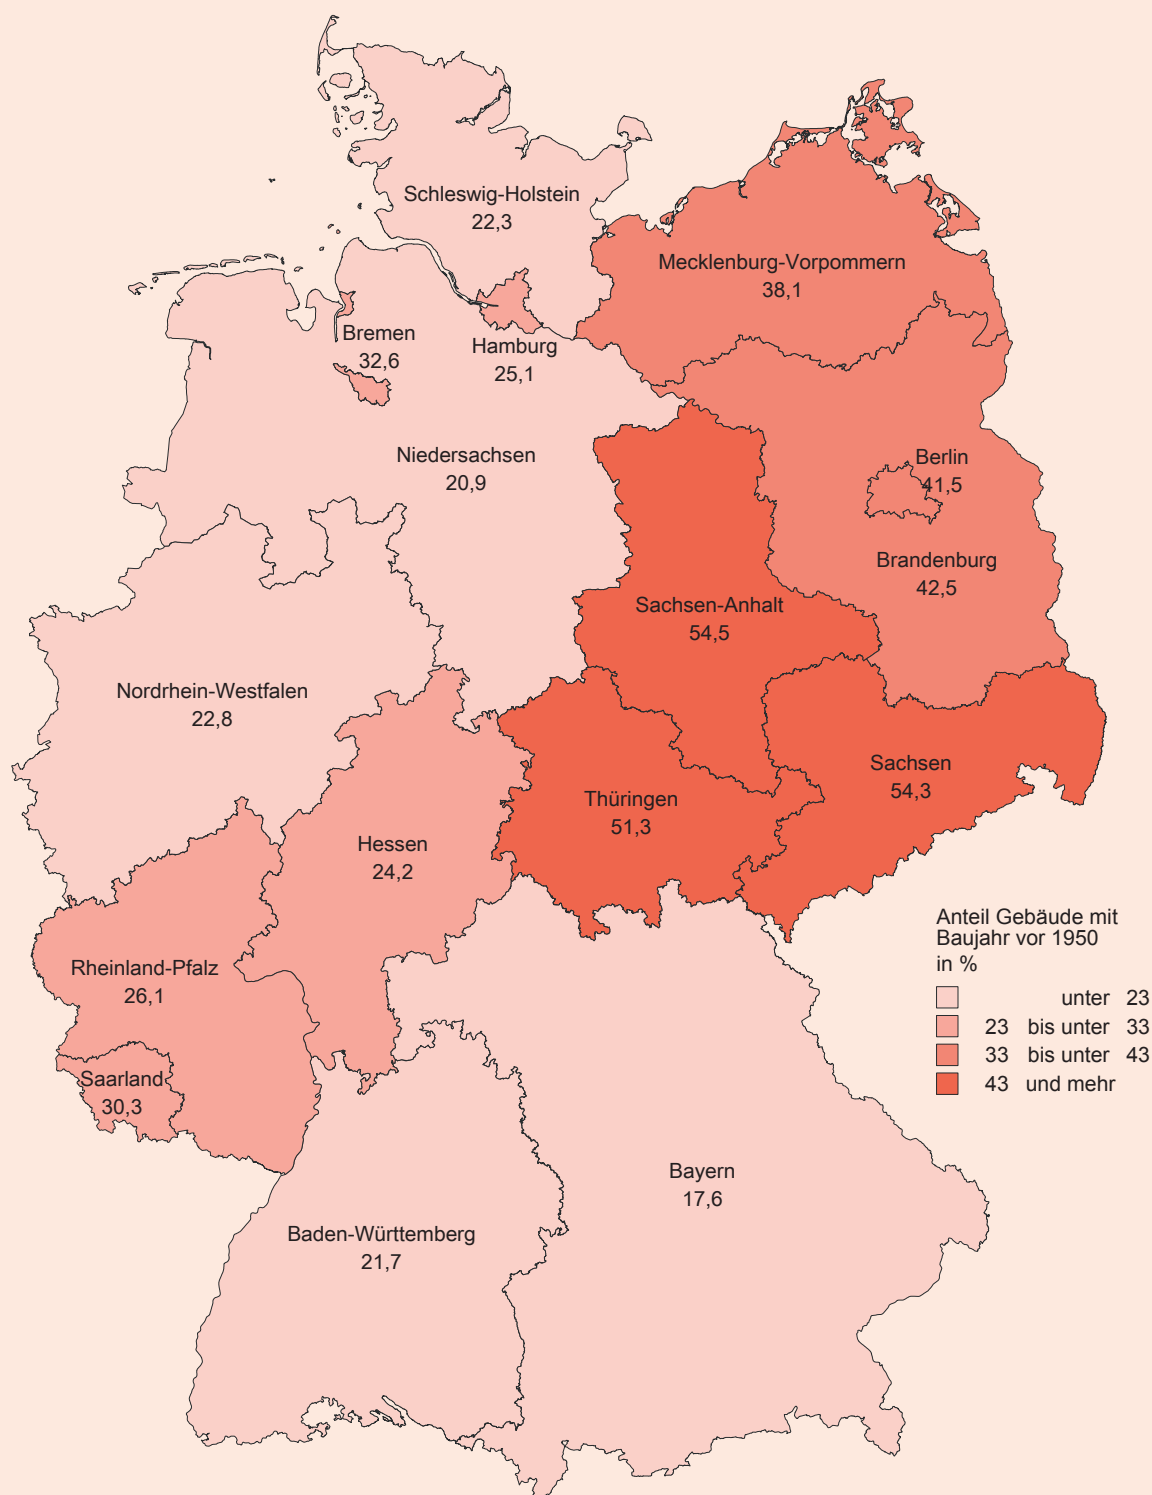 Schleswig-Holstein
22,3
Mecklenburg-Vorpommern
38,1
Bremen
32,6
Hamburg
25,1
Niedersachsen
20,9
Berlin
41,5
Brandenburg
42,5
Sachsen-Anhalt
54,5
Nordrhein-Westfalen
22,8
Sachsen
54,3
Thüringen
51,3
Hessen
24,2
Rheinland-Pfalz
26,1
Saarland
30,3
Bayern
17,6
Baden-Württemberg
21,7
Anteil Gebäude mit
Baujahr vor 1950
in %
unter 23
23 bis unter 33
33 bis unter 43
43 und mehr